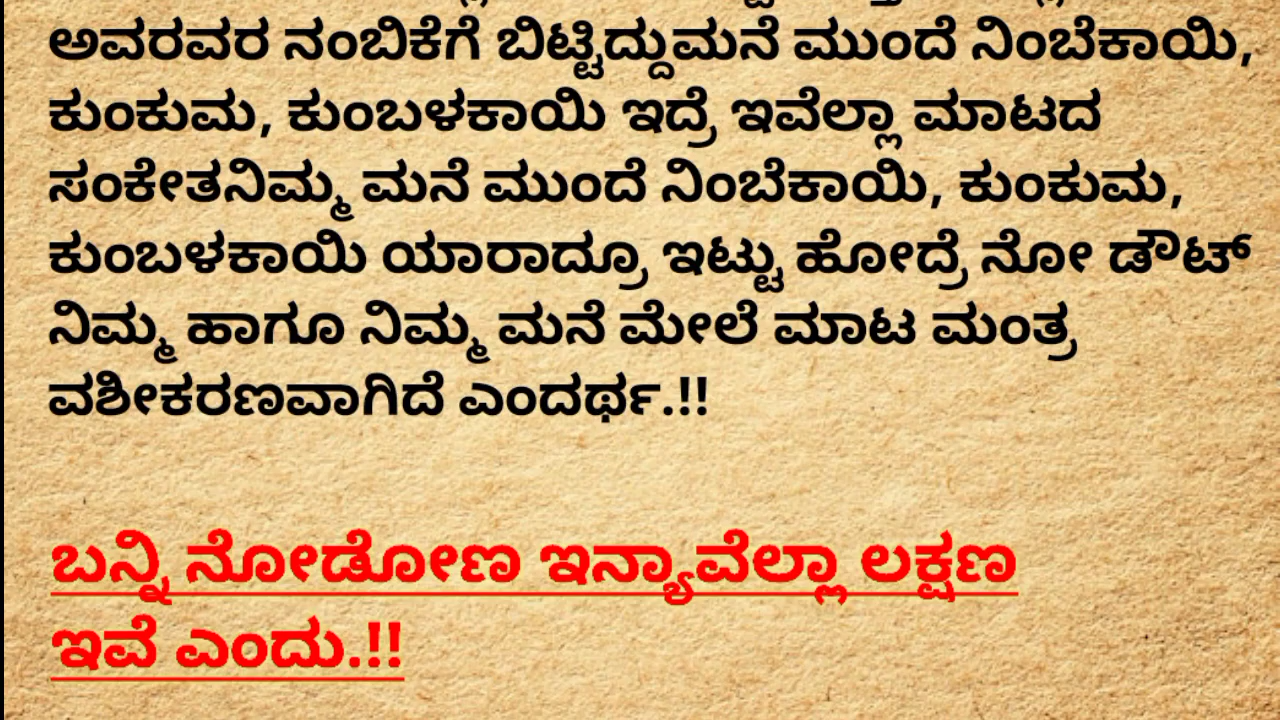 ಅವರವರ ನಂಬಿಕೆಗೆ ಬಿಟ್ಟಿದ್ದುಮನೆ ಮುಂದೆ ನಿಂಬೆಕಾಯಿ,
ಕುಂಕುಮ, ಕುಂಬಳಕಾಯಿ ಇದ್ರೆ ಇವೆಲ್ಲಾ ಮಾಟದ
ಸಂಕೇತನಿಮ್ಮ ಮನೆ ಮುಂದೆ ನಿಂಬೆಕಾಯಿ, ಕುಂಕುಮ,
ಕುಂಬಳಕಾಯಿ ಯಾರಾದ್ರೂ ಇಟ್ಟು ಹೋದ್ರೆ ನೋ ಡೌಟ್
ನಿಮ್ಮ ಹಾಗೂ ನಿಮ್ಮ ಮನೆ ಮೇಲೆ ಮಾಟ ಮಂತ್ರ
ವಶೀಕರಣವಾಗಿದೆ ಎಂದರ್ಥ.!!
ಬನ್ನಿ ನೋಡೋಣ ಇನ್ಯಾವೆಲ್ಲಾ ಲಕ್ಷಣ
ಇವೆ ಎಂದು.!!